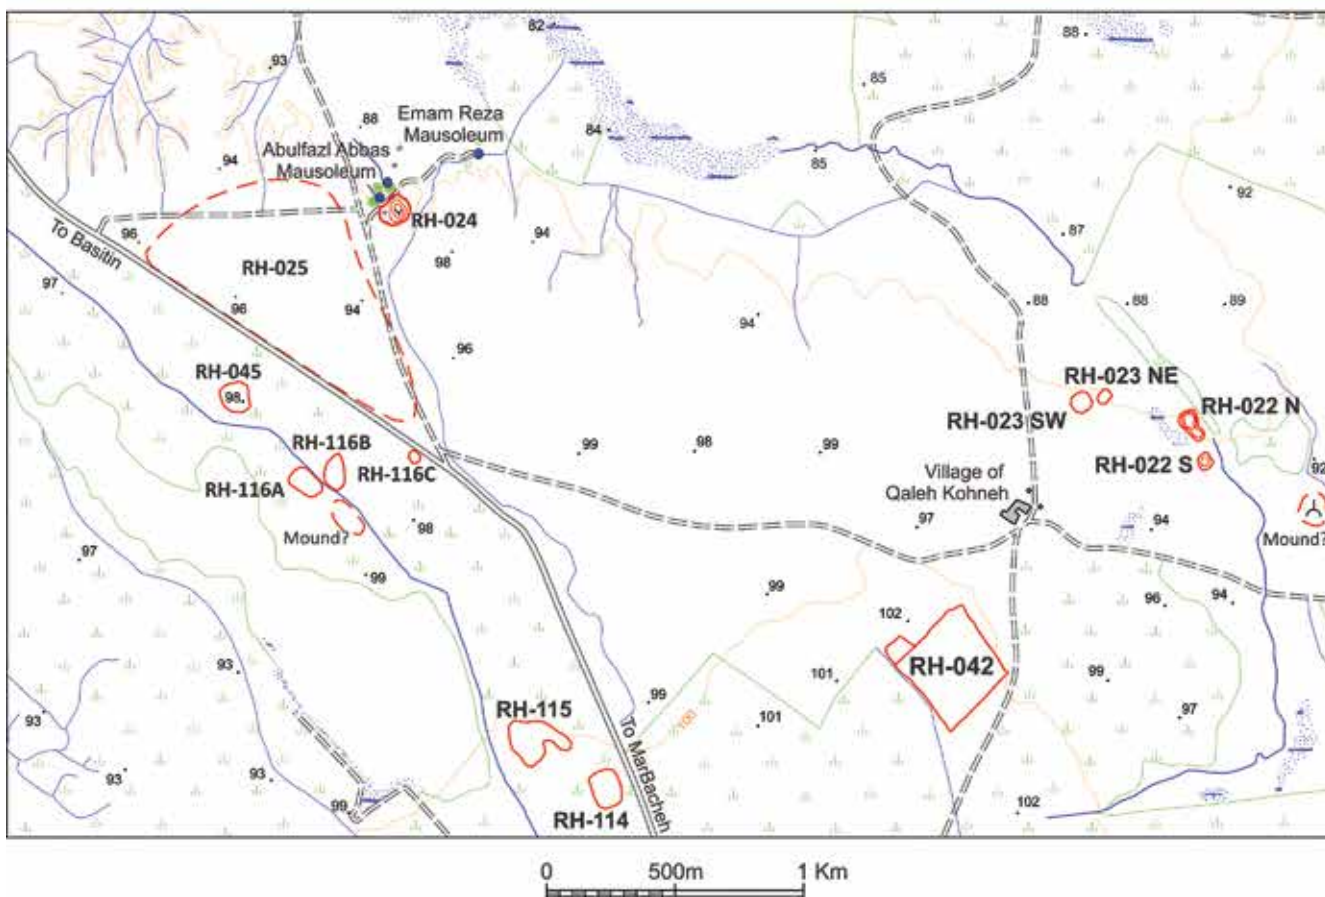 82
88
93
85
88
Emam Reza
Mausoleum
84
Abulfazl Abbas
Mausoleum
94
85
92
RH-024
To Basitin
96
98
94
87
RH-025
97
96
94
94
88
88
89
96
RH-045
98
RH-023 NE
RH-023 SW
RH-022 N
RH-116B
99
98
99
RH-116C
RH-116A
RH-022 S
92
Village of
Qaleh Kohneh
98
97
94
Mound?
Mound?
97
99
99
96
94
102
93
RH-042
101
99
99
93
RH-115
100
101
97
To MarBacheh
93
93
99
RH-114
102
0
500m
1 Km